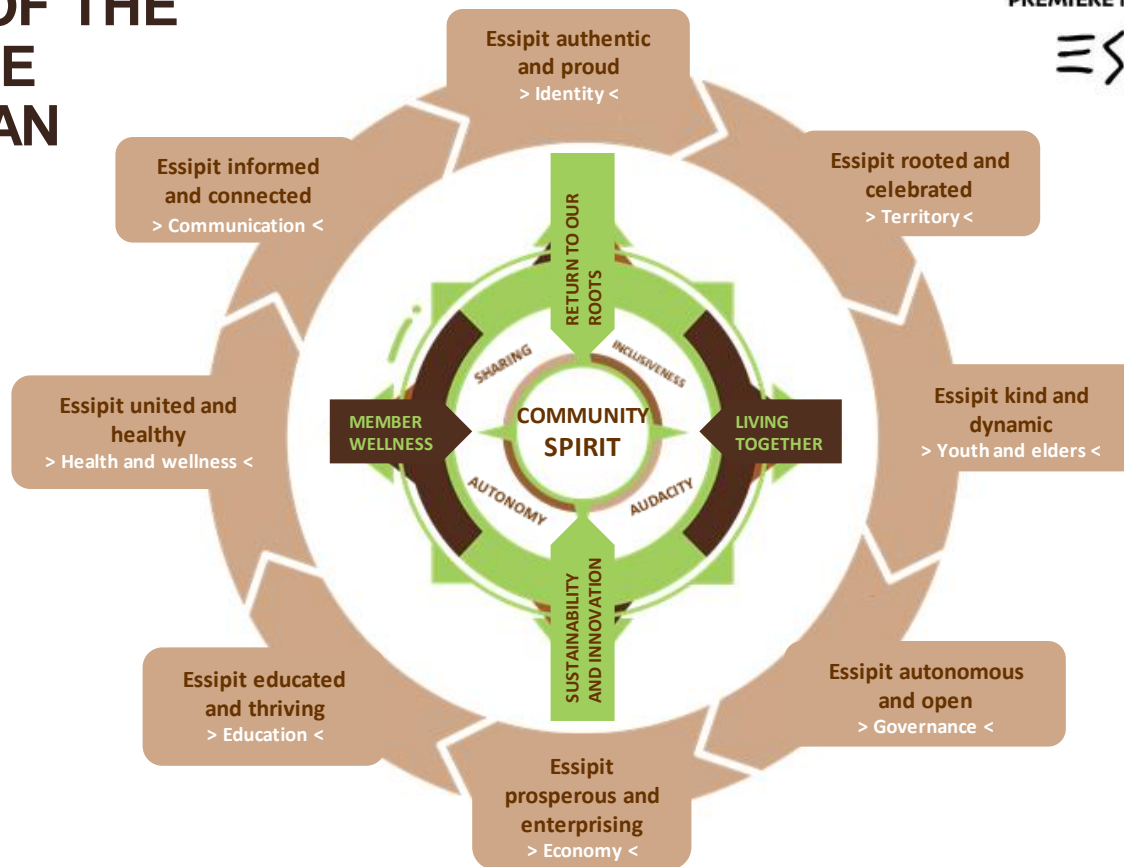 OF THE
E
AN
PREMIÈRE
ES
Essipit authentic
and proud
> Identity <
Essipit informed
and connected
> Communication <
Essipit rooted and
celebrated
> Territory <
RETURN TO OUR
ROOTS
SHARING
INCLUSIVENESS
Essipit united and
healthy
> Health and wellness <
MEMBER
WELLNESS
COMMUNITY
SPIRIT
LIVING
TOGETHER
Essipit kind and
dynamic
> Youth and elders <
AUTONOMY
AUDACITY
SUSTAINABILITY
AND INNOVATION
Essipit educated
and thriving
> Education <
Essipit autonomous
and open
> Governance <
Essipit
prosperous and
enterprising
> Economy <